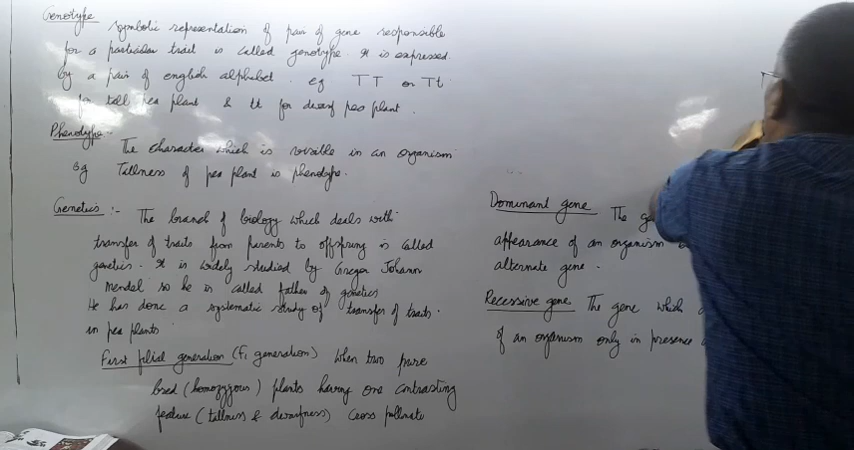 Genotype
symbolic representation of pair of gene responsible
for a particular trait is called genotype. It is expressed
by a pair of english alphabet. eg TT or Tt
for tall pea plant & tt for dwarf pea plant.
Phenotype:-
The character which is visible in an organism
eg Tallness of pea plant is phenotype.
Genetics :- The branch of biology which deals with
transfer of traits from parents to offspring is called
genetics. It is widely studied by Gregor Johann
Mendel so he is called father of genetics
He has done a systematic study of transfer of traits.
in pea plants
First filial generation (F1 generation) When two pure
bred (homozygous) plants having one contrasting
feature (tallness & dwarfness) Cross pollinate
Dominant gene The
appearance of an organism
alternate gene.
Recessive gene The gene which
of an organism only in presence